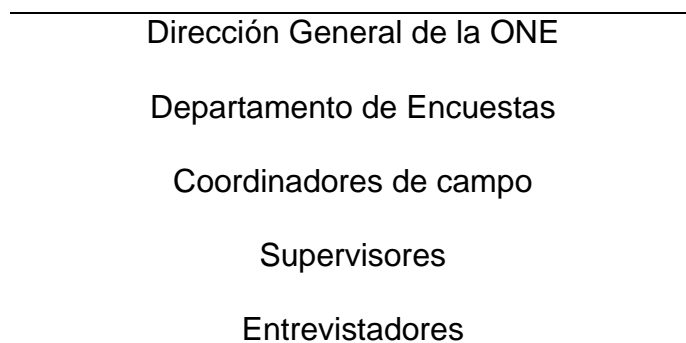 Dirección General de la ONE
Departamento de Encuestas
Coordinadores de campo
Supervisores
Entrevistadores